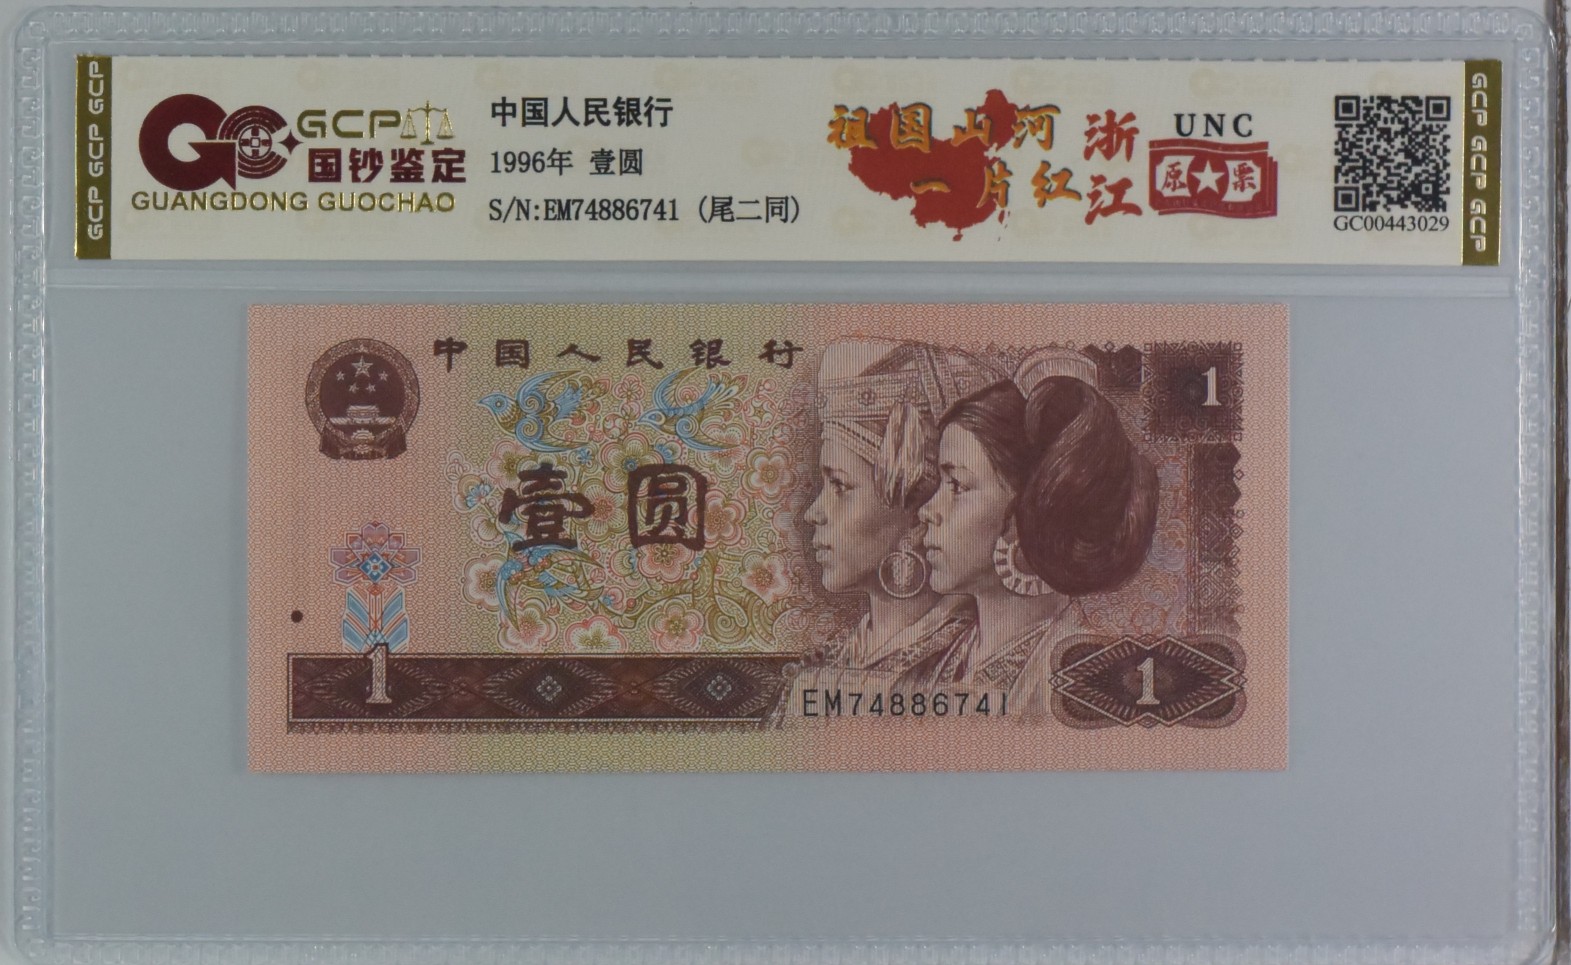 GCP GCP GCP
GCP
国钞鉴定
GUANGDONG GUOCHAO
中国人民银行
1996年 壹圆
S/N:EM74886741 (尾二同)
祖国山河
一片红
浙江
UNC
原票
GC00443029
GCP GCP GCP
中国人民银行
1
壹圆
1
EM74886741
1